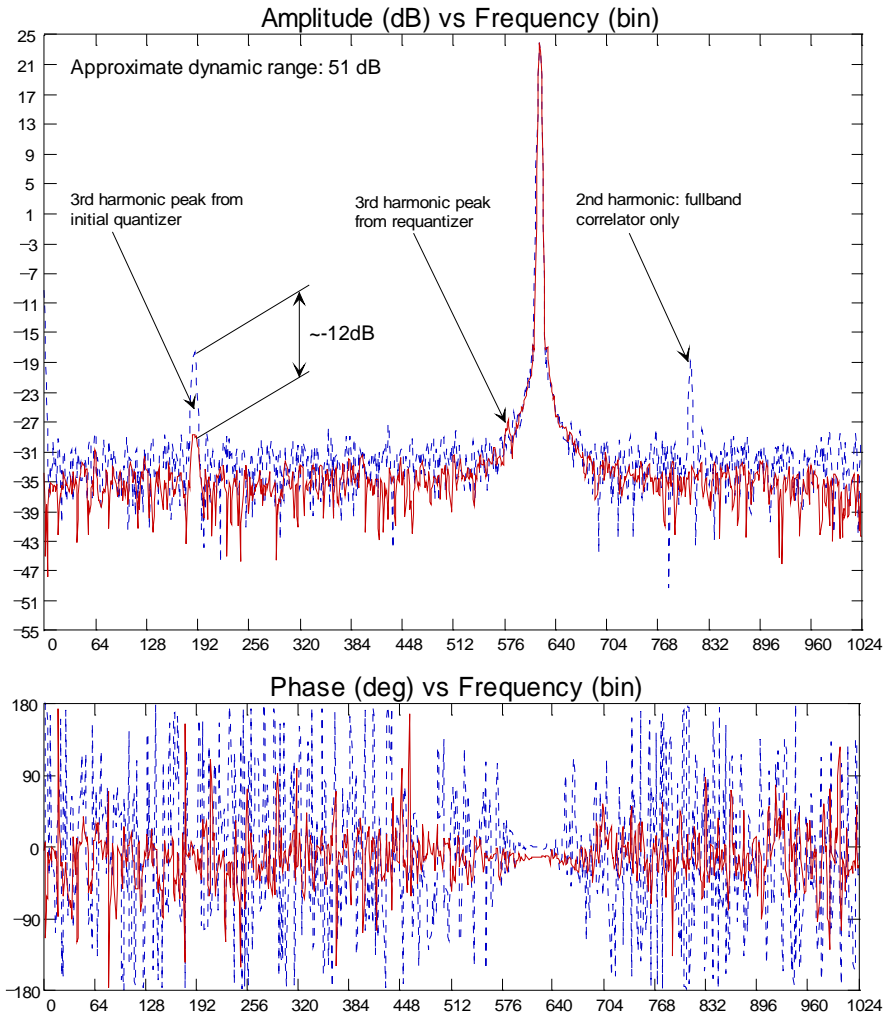 Amplitude (dB) vs Frequency (bin)
25
21
17
13
9
5
1
−3
−7
−11
−15
−19
−23
−27
−31
−35
−39
−43
−47
−51
−55
Approximate dynamic range: 51 dB
3rd harmonic peak from
initial quantizer
3rd harmonic peak
from requantizer
2nd harmonic: fullband
correlator only
~-12dB
0 64 128 192 256 320 384 448 512 576 640 704 768 832 896 960 1024
Phase (deg) vs Frequency (bin)
180
90
0
−90
−180
0 64 128 192 256 320 384 448 512 576 640 704 768 832 896 960 1024